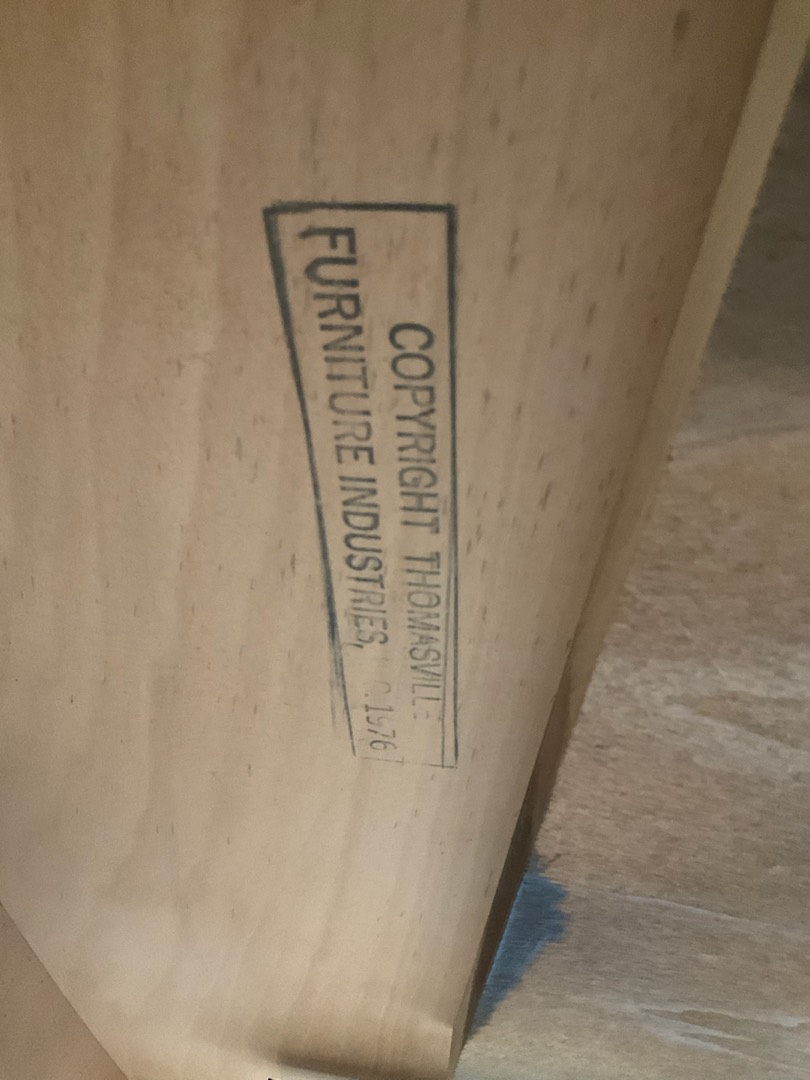 COPYRIGHT THOMASVILLE
FURNITURE INDUSTRIES, 1976